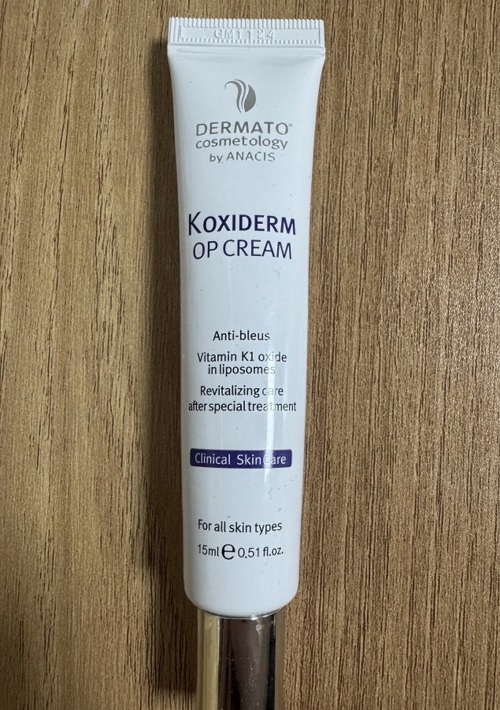 GM1124
DERMATO®
cosmetology
by ANACIS
KOXIDERM
OP CREAM
Anti-bleus
Vitamin K1 oxide
in liposomes
Revitalizing care
after special treatment
Clinical Skin Care
For all skin types
15ml e 0.51 fl.oz.